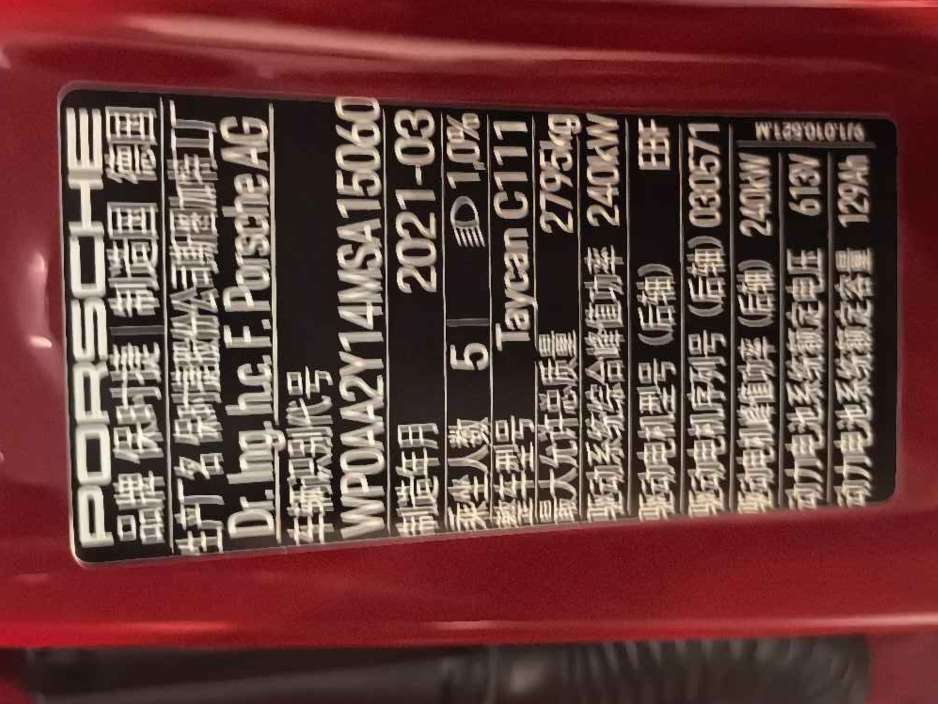 PORSCHE
品牌 保时捷 制造国 德国
生产厂名 保时捷股份公司
Dr. Ing. h.c. F. Porsche AG
车辆识别代号
WP0AA2Y14MSA15060
制造年月 2021-03
乘坐人数 5 1,0%
整车型号 Taycan C111
最大允许总质量 2795kg
驱动系统综合峰值功率 240kW
驱动电机型号（后轴） EBF
驱动电机序列号（后轴） 030571
驱动电机峰值功率（后轴） 240kW
动力电池系统额定电压 613V
动力电池系统额定容量 129Ah
9J1.010.521.M